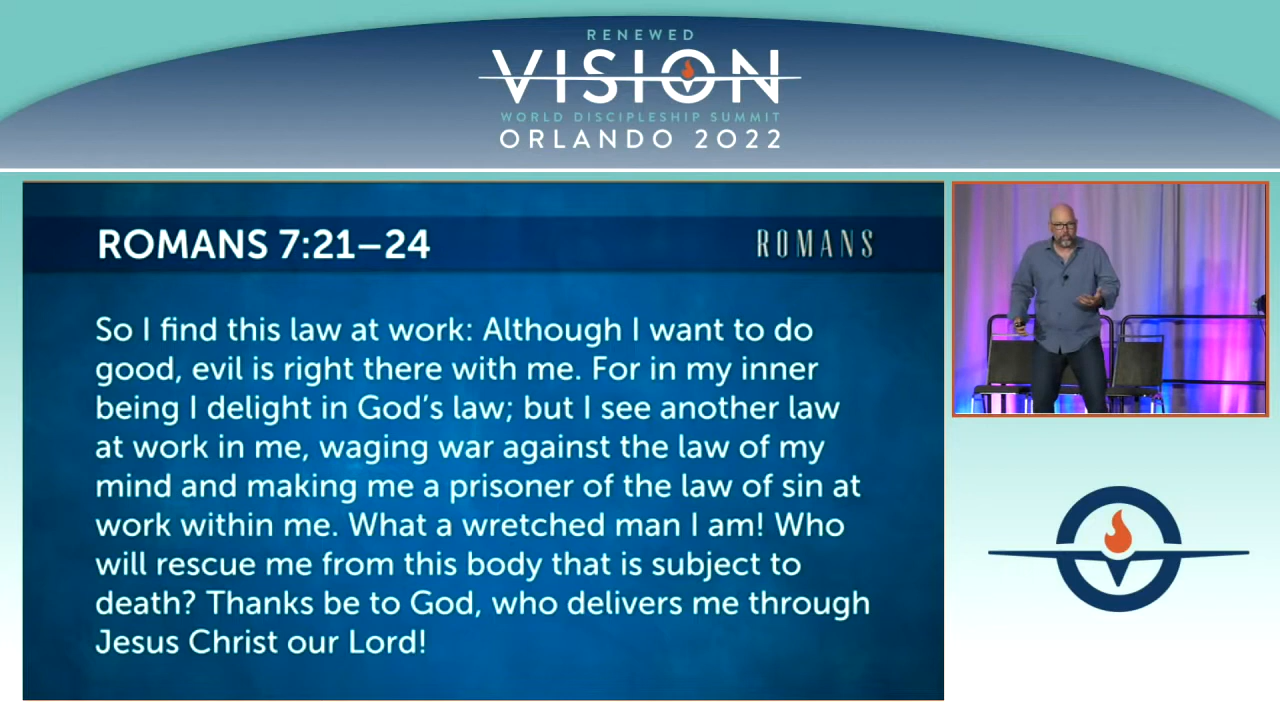 RENEWED
VISION
WORLD DISCIPLESHIP SUMMIT
ORLANDO 2022
ROMANS 7:21–24
ROMANS
So I find this law at work: Although I want to do
good, evil is right there with me. For in my inner
being I delight in God’s law; but I see another law
at work in me, waging war against the law of my
mind and making me a prisoner of the law of sin at
work within me. What a wretched man I am! Who
will rescue me from this body that is subject to
death? Thanks be to God, who delivers me through
Jesus Christ our Lord!